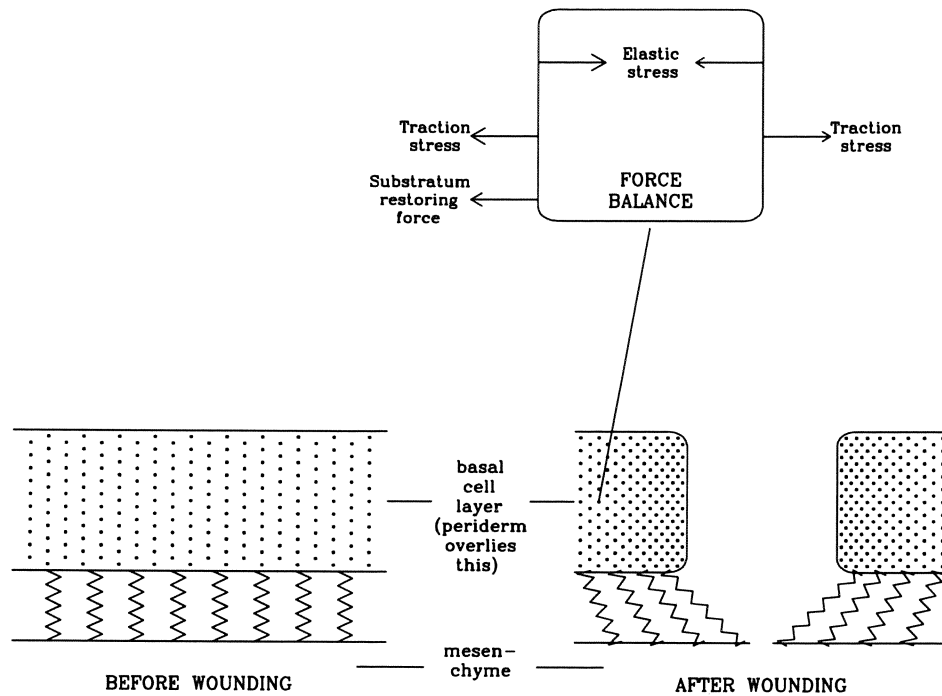 Elastic
stress
Traction
stress
Traction
stress
Substratum
restoring
force
FORCE
BALANCE
basal
cell
layer
(periderm
overlies
this)
mesen-
chyme
BEFORE WOUNDING
AFTER WOUNDING